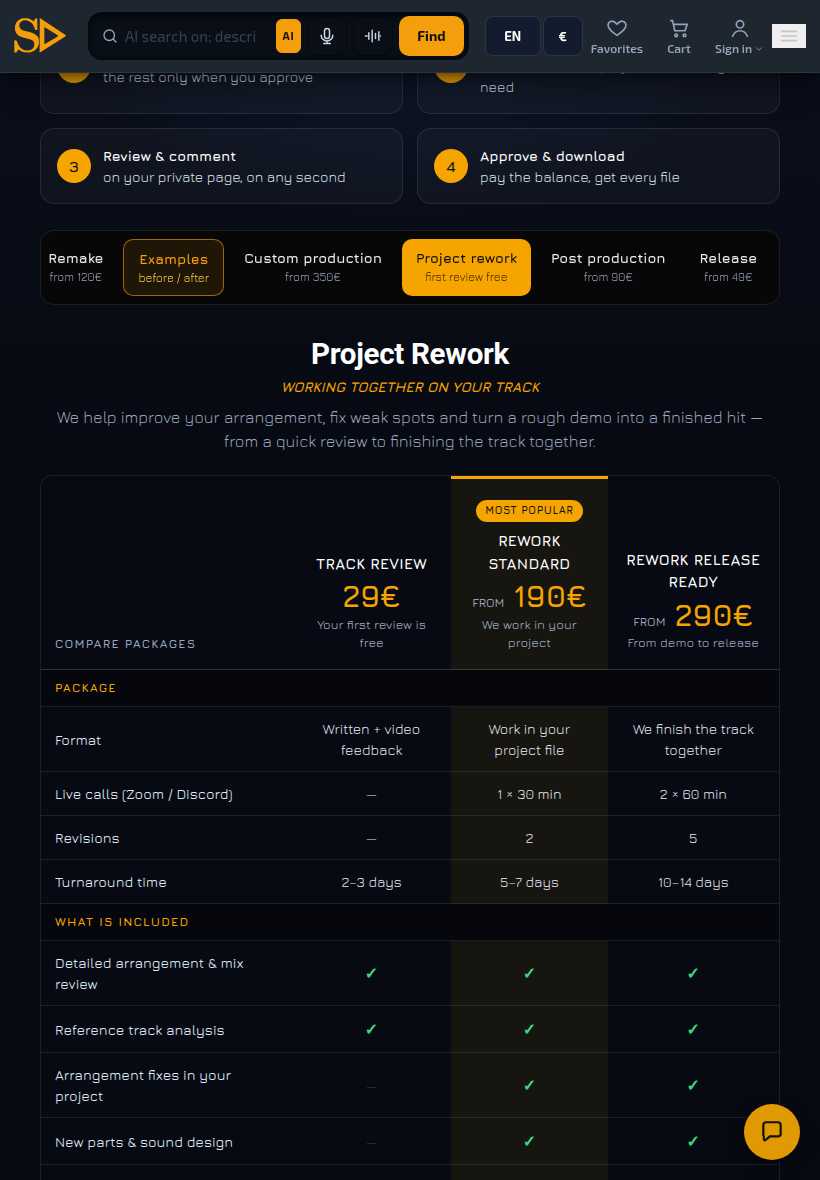 AI search on: descri
AI
Find
EN
€
Favorites
Cart
Sign in
the rest only when you approve
need
3
Review & comment
on your private page, on any second
4
Approve & download
pay the balance, get every file
Remake
from 120€
Examples
before / after
Custom production
from 350€
Project rework
first review free
Post production
from 90€
Release
from 49€
Project Rework
WORKING TOGETHER ON YOUR TRACK
We help improve your arrangement, fix weak spots and turn a rough demo into a finished hit —
from a quick review to finishing the track together.
COMPARE PACKAGES
TRACK REVIEW
29€
Your first review is
free
MOST POPULAR
REWORK
STANDARD
FROM 190€
We work in your
project
REWORK RELEASE
READY
FROM 290€
From demo to release
PACKAGE
Format
Written + video
feedback
Work in your
project file
We finish the track
together
Live calls (Zoom / Discord)
—
1 × 30 min
2 × 60 min
Revisions
—
2
5
Turnaround time
2–3 days
5–7 days
10–14 days
WHAT IS INCLUDED
Detailed arrangement & mix
review
✓
✓
✓
Reference track analysis
✓
✓
✓
Arrangement fixes in your
project
—
✓
✓
New parts & sound design
—
✓
✓